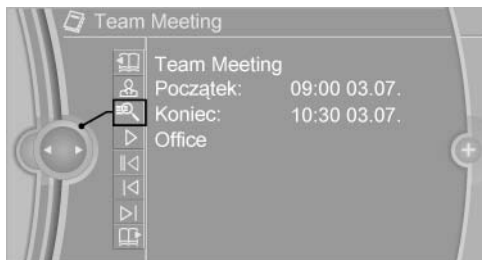 Team Meeting
Team Meeting
Początek: 09:00 03.07.
Koniec: 10:30 03.07.
Office